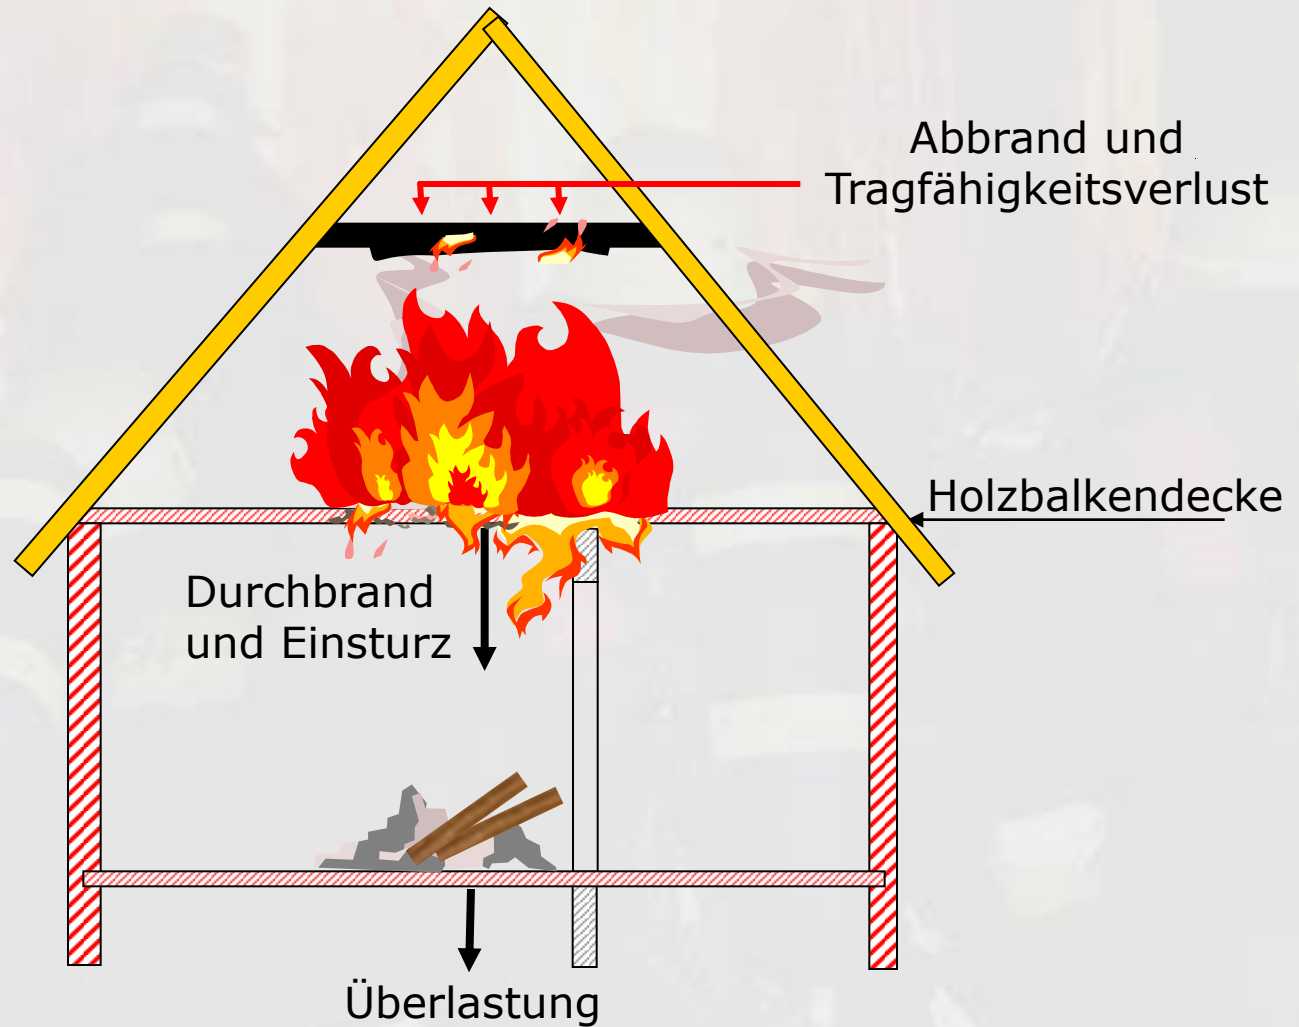 Abbrand und
Tragfähigkeitsverlust
Holzbalkendecke
Durchbrand
und Einsturz
Überlastung